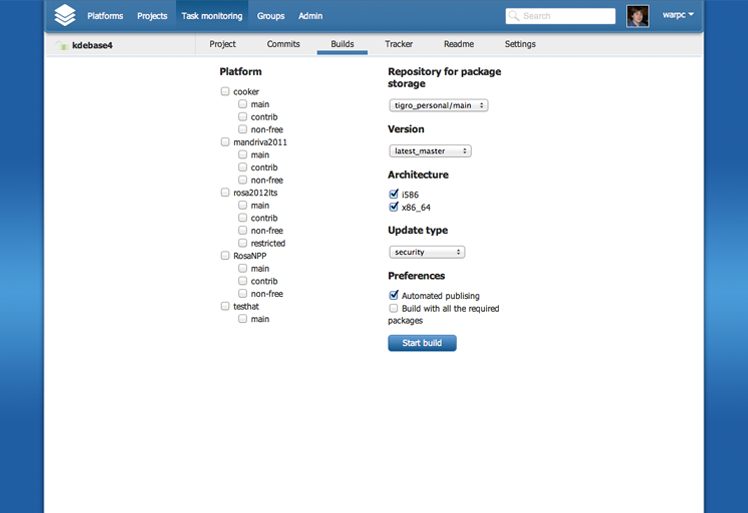 Platforms Projects Task monitoring Groups Admin Search warpc
kdebase4 Project Commits Builds Tracker Readme Settings
Platform
cooker
main
contrib
non-free
mandriva2011
main
contrib
non-free
rosa2012lts
main
contrib
non-free
restricted
RosaNPP
main
contrib
non-free
testhat
main
Repository for package
storage
tigro_personal/main
Version
latest_master
Architecture
i586
x86_64
Update type
security
Preferences
Automated publising
Build with all the required
packages
Start build